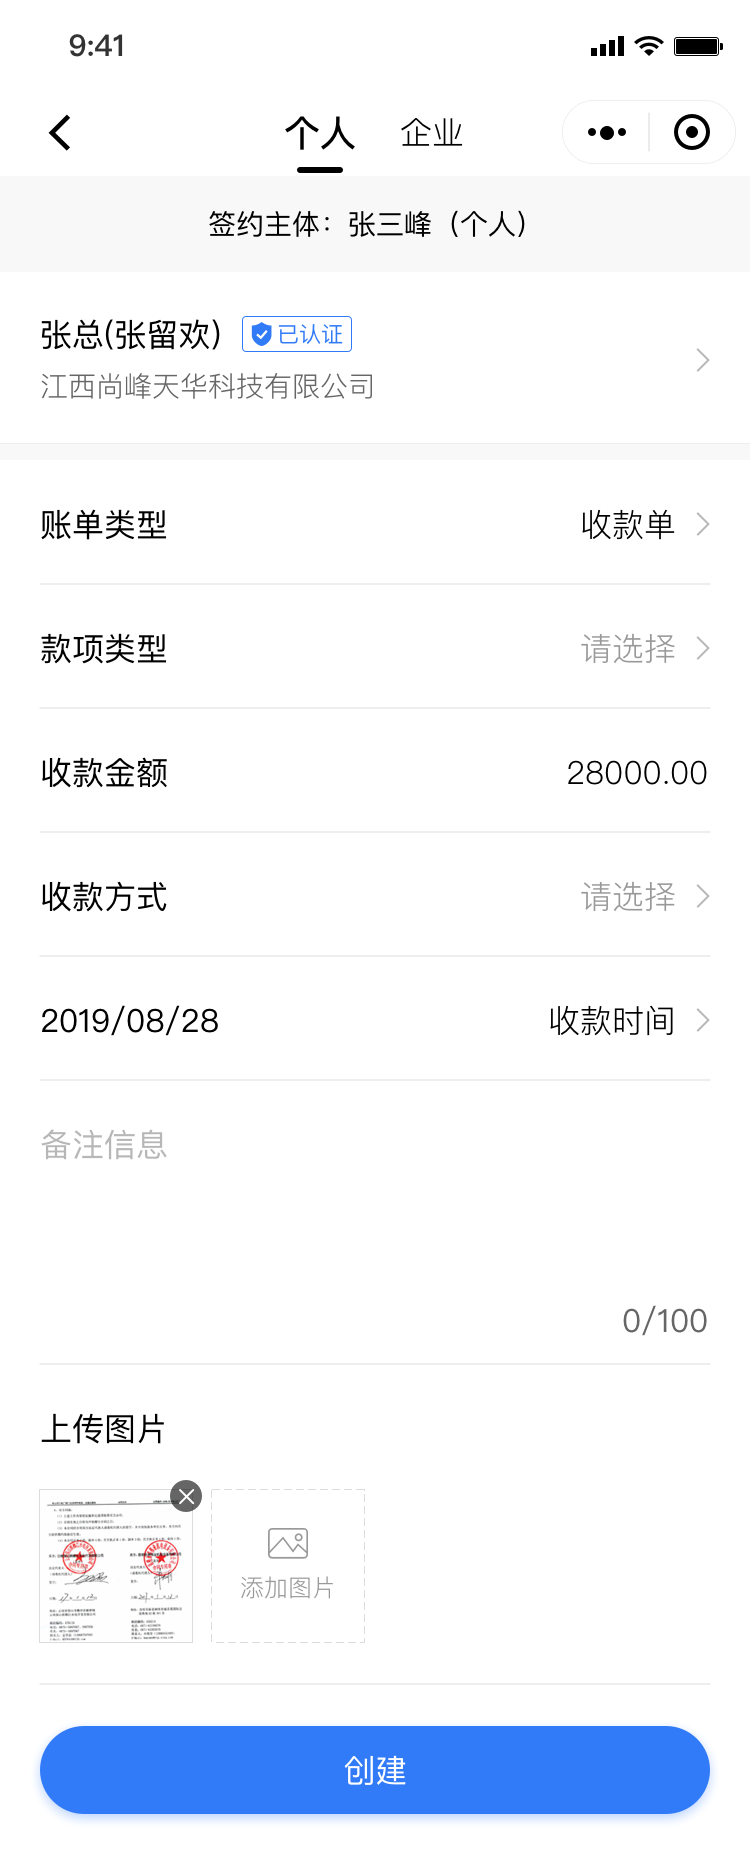 9:41
个人 企业
签约主体：张三峰（个人）
张总(张留欢) 已认证
江西尚峰天华科技有限公司
账单类型 收款单
款项类型 请选择
收款金额 28000.00
收款方式 请选择
2019/08/28 收款时间
备注信息
0/100
上传图片
添加图片
创建